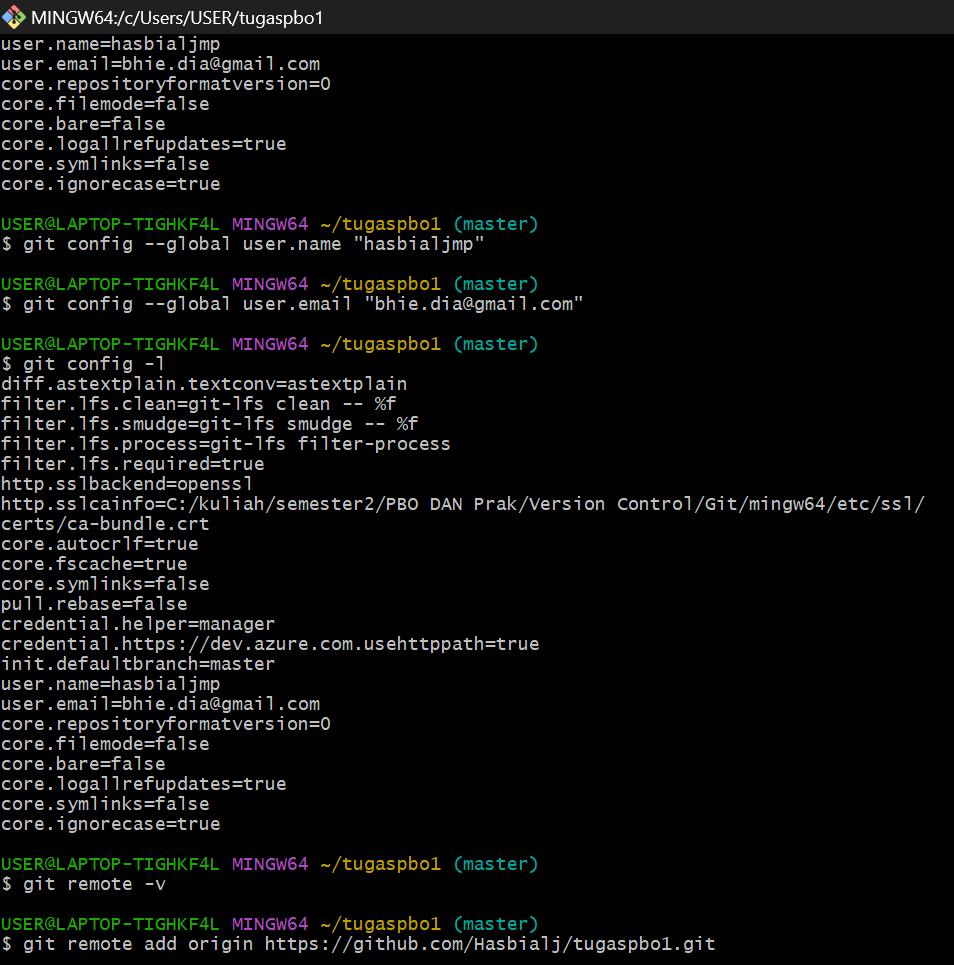 MINGW64:/c/Users/USER/tugaspbo1
user.name=hasbialjmp
user.email=bhie.dia@gmail.com
core.repositoryformatversion=0
core.filemode=false
core.bare=false
core.logallrefupdates=true
core.symlinks=false
core.ignorecase=true
USER@LAPTOP-TIGHKF4L MINGW64 ~/tugaspbo1 (master)
$ git config --global user.name "hasbialjmp"
USER@LAPTOP-TIGHKF4L MINGW64 ~/tugaspbo1 (master)
$ git config --global user.email "bhie.dia@gmail.com"
USER@LAPTOP-TIGHKF4L MINGW64 ~/tugaspbo1 (master)
$ git config -l
diff.astextplain.textconv=astextplain
filter.lfs.clean=git-lfs clean -- %f
filter.lfs.smudge=git-lfs smudge -- %f
filter.lfs.process=git-lfs filter-process
filter.lfs.required=true
http.sslbackend=openssl
http.sslcainfo=C:/kuliah/semester2/PBO DAN Prak/Version Control/Git/mingw64/etc/ssl/
certs/ca-bundle.crt
core.autocrlf=true
core.fscache=true
core.symlinks=false
pull.rebase=false
credential.helper=manager
credential.https://dev.azure.com.usehttppath=true
init.defaultbranch=master
user.name=hasbialjmp
user.email=bhie.dia@gmail.com
core.repositoryformatversion=0
core.filemode=false
core.bare=false
core.logallrefupdates=true
core.symlinks=false
core.ignorecase=true
USER@LAPTOP-TIGHKF4L MINGW64 ~/tugaspbo1 (master)
$ git remote -v
USER@LAPTOP-TIGHKF4L MINGW64 ~/tugaspbo1 (master)
$ git remote add origin https://github.com/Hasbialj/tugaspbo1.git